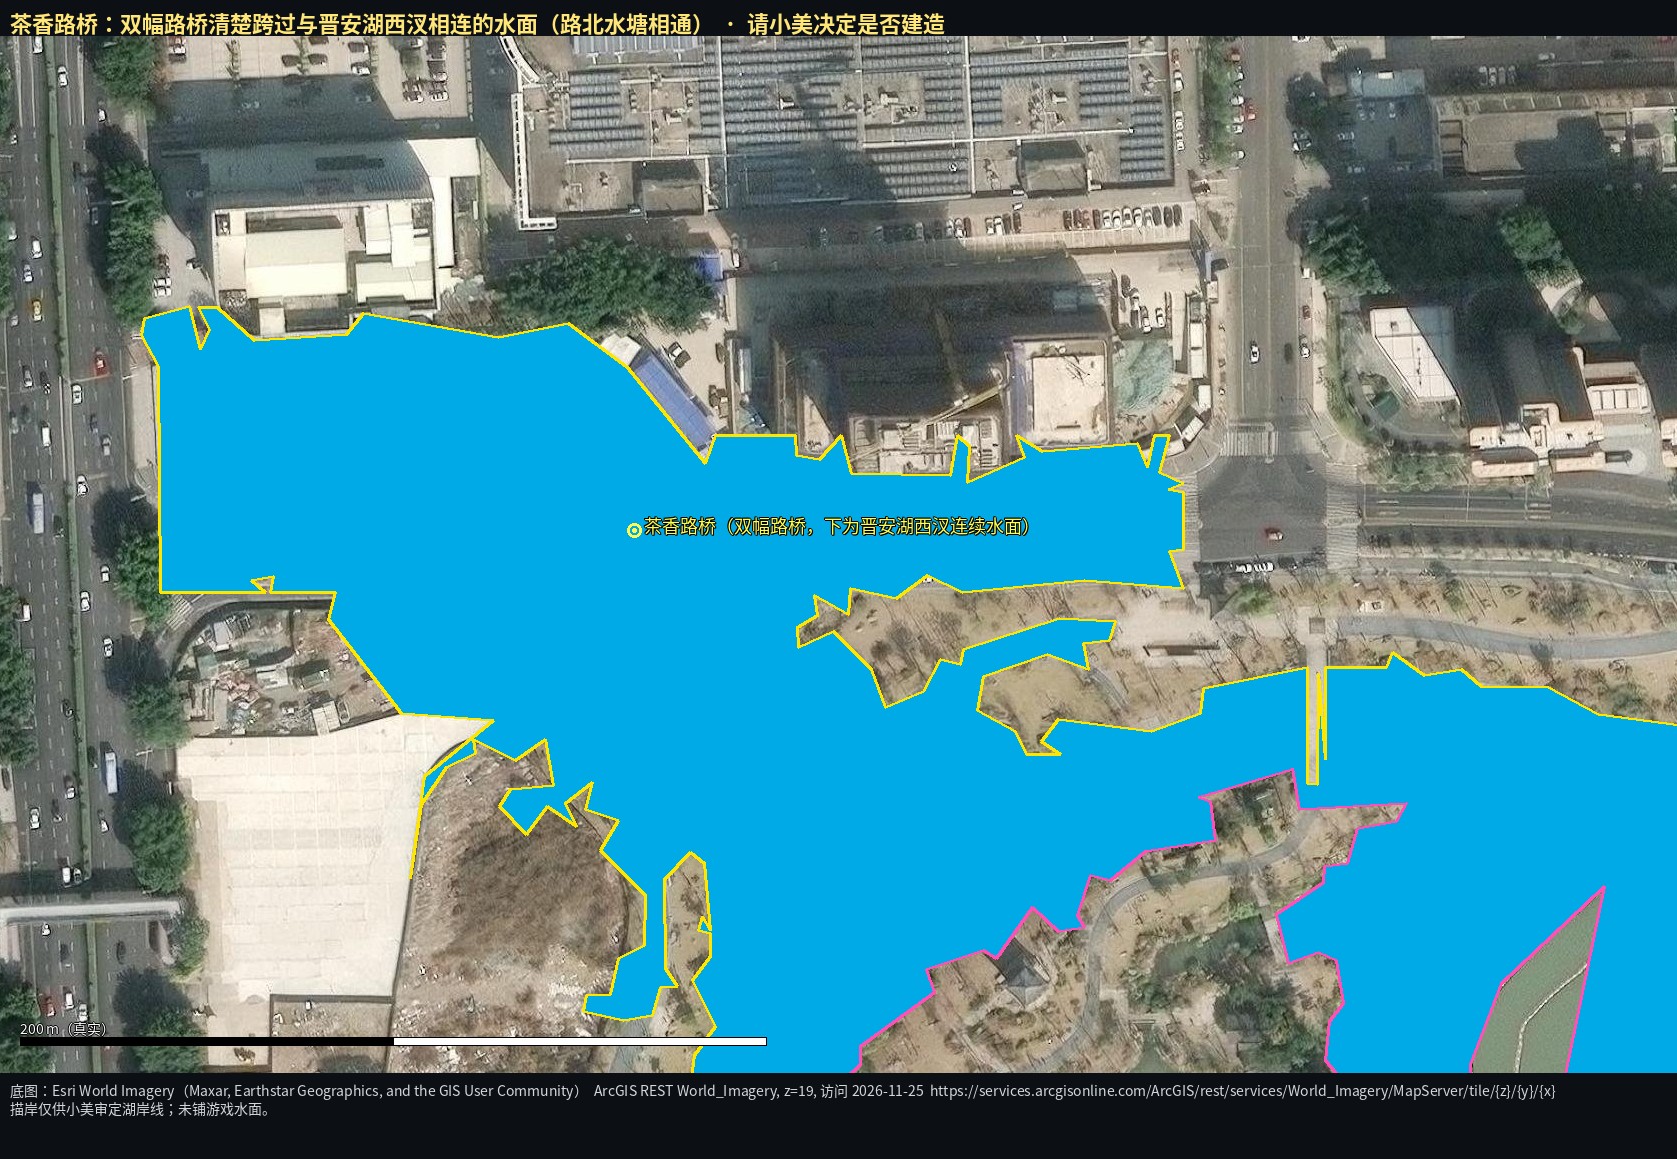 茶香路桥：双幅路桥清楚跨过与晋安湖西汊相连的水面（路北水塘相通） · 请小美决定是否建造
茶香路桥（双幅路桥，下为晋安湖西汊连续水面）
200 m（真实）
底图：Esri World Imagery（Maxar, Earthstar Geographics, and the GIS User Community） ArcGIS REST World_Imagery, z=19, 访问 2026-11-25 https://services.arcgisonline.com/ArcGIS/rest/services/World_Imagery/MapServer/tile/{z}/{y}/{x}
描岸仅供小美审定湖岸线；未铺游戏水面。